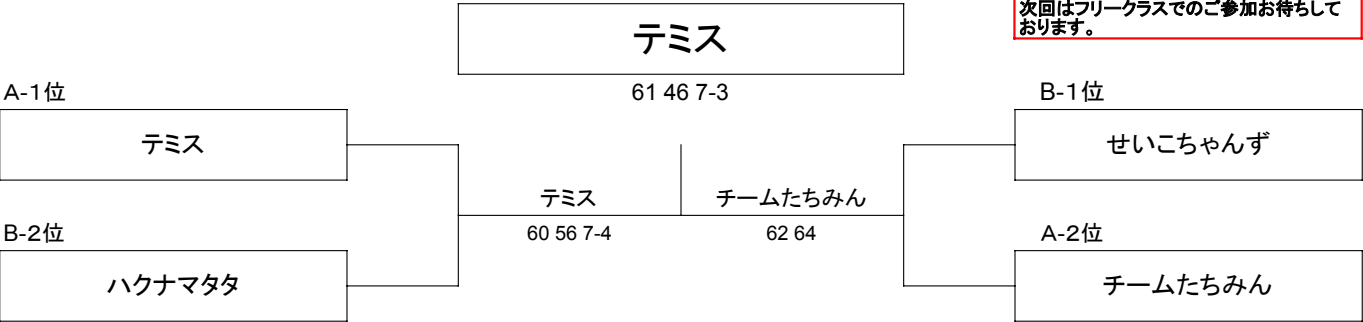 次回はフリークラスでのご参加お待ちして
おります。
テミス
61 46 7-3
A-1位
B-1位
テミス
せいこちゃんず
テミス
チームたちみん
60 56 7-4
62 64
B-2位
A-2位
ハクナマタタ
チームたちみん